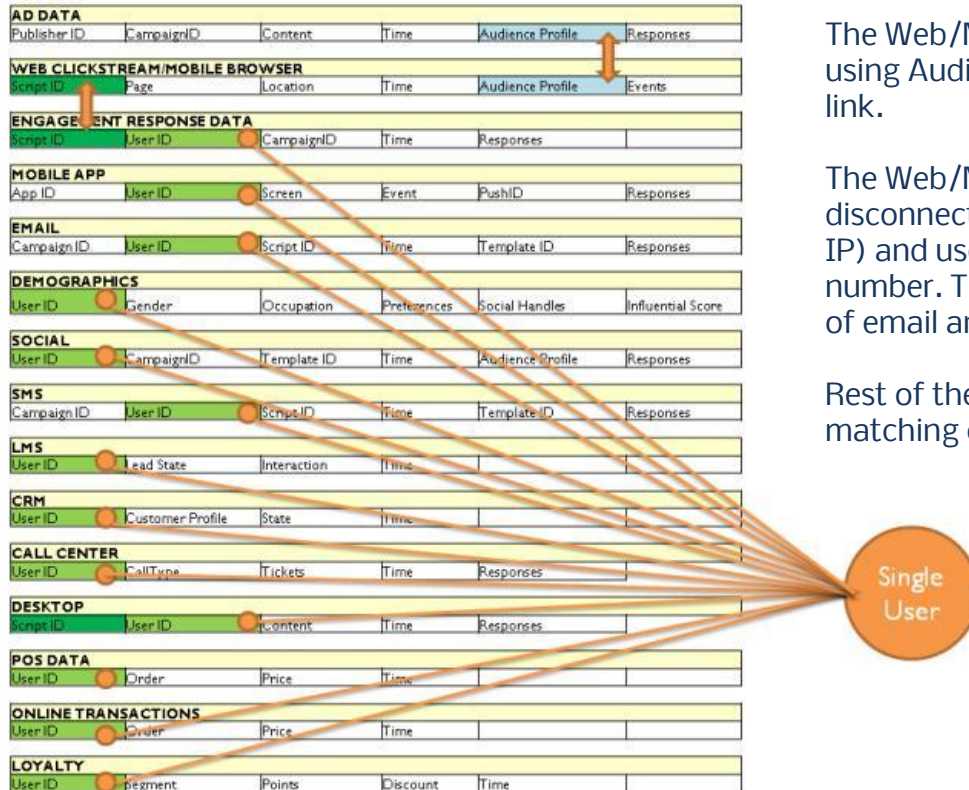 AD DATA
Publisher ID CampaignID Content Time Audience Profile Responses
WEB CLICKSTREAM/MOBILE BROWSER
Script ID Page Location Time Audience Profile Events
ENGAGEMENT RESPONSE DATA
Script ID User ID CampaignID Time Responses
MOBILE APP
App ID User ID Screen Event PushID Responses
EMAIL
Campaign ID User ID Script ID Time Template ID Responses
DEMOGRAPHICS
User ID Gender Occupation Preferences Social Handles Influential Score
SOCIAL
User ID CampaignID Template ID Time Audience Profile Responses
SMS
Campaign ID User ID Script ID Time Template ID Responses
LMS
User ID Lead State Interaction Time
CRM
User ID Customer Profile State Time
CALL CENTER
User ID CallType Tickets Time Responses
DESKTOP
Script ID User ID Content Time Responses
POS DATA
User ID Order Price Time
ONLINE TRANSACTIONS
User ID Order Price Time
LOYALTY
User ID Segment Points Discount Time
The Web/M
using Audi
link.
The Web/M
disconnect
IP) and us
number. T
of email a
Rest of the
matching
Single
User